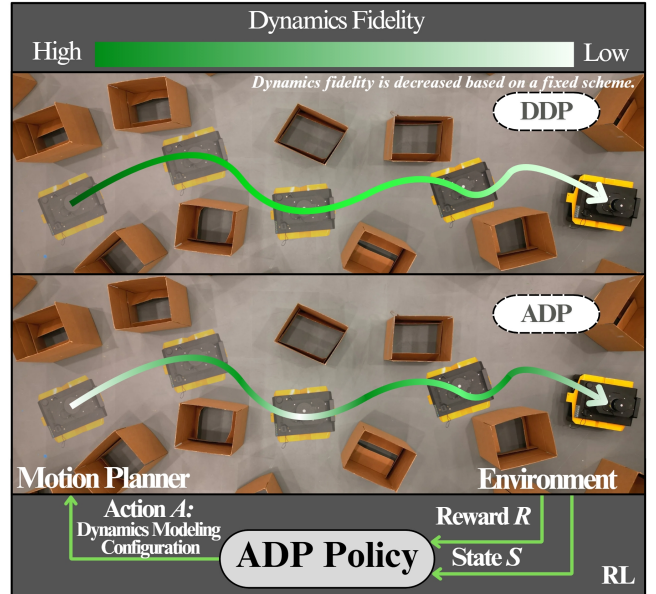 Dynamics Fidelity
High
Low
Dynamics fidelity is decreased based on a fixed scheme.
DDP
ADP
Motion Planner
Environment
Action A:
Dynamics Modeling
Configuration
ADP Policy
Reward R
State S
RL